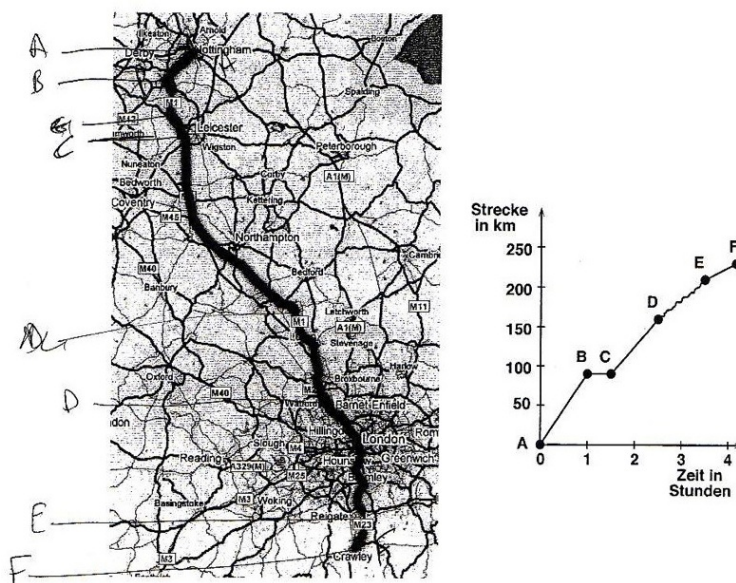 A
B
C
D
E
F
Ilkeston
Arnold
Derby
Nottingham
Boston
Spalding
M1
M42
Leicester
Wigston
Peterborough
Nuneaton
A1(M)
Bedworth
Corby
Coventry
Kettering
M45
Northampton
M40
Bedford
Banbury
M11
Letchworth
M1
A1(M)
Stevenage
Harlow
Oxford
Broxbourne
M40
Watford
Barnet
Enfield
London
Slough
M4
Greenwich
Reading
A329(M)
M25
M3
Woking
Basingstoke
Reigate
M23
M3
Crawley
Strecke
in km
250
200
150
100
50
A
B
C
D
E
F
0
1
2
3
4
Zeit in
Stunden